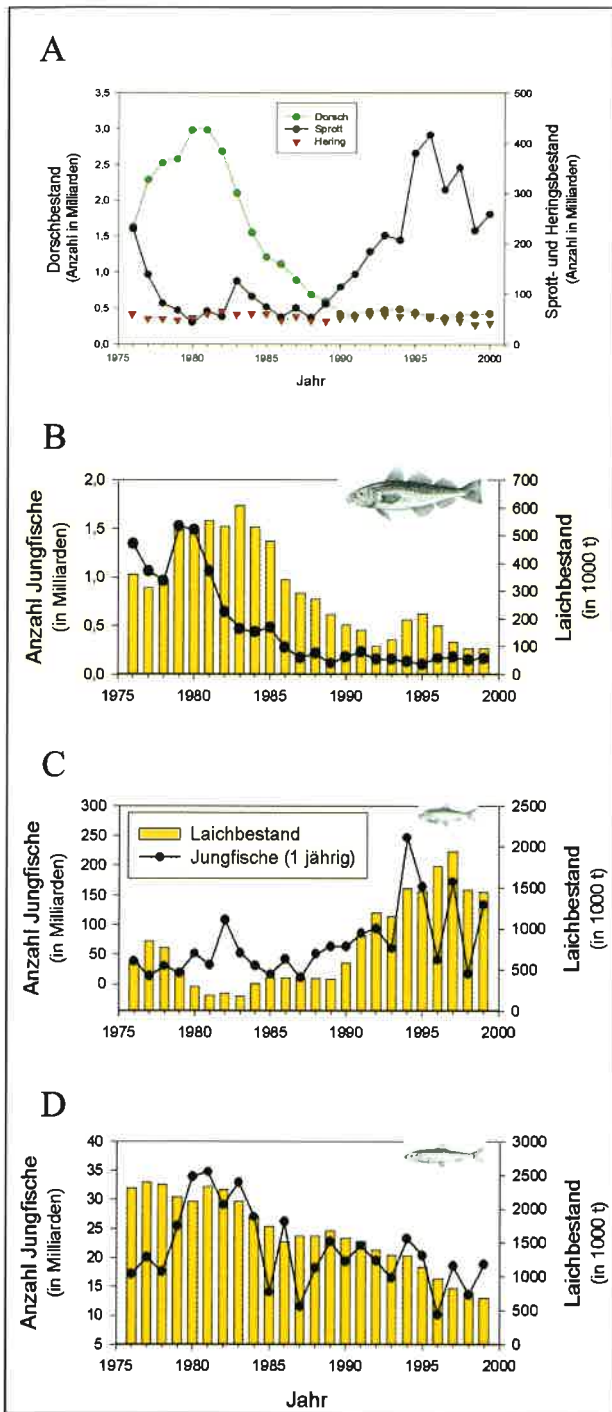 A
Dorschbestand
(Anzahl in Milliarden)
3,5
3,0
2,5
2,0
1,5
1,0
0,5
0,0
Dorsch
Sprott
Hering
500
400
300
200
100
0
Sprott- und Heringsbestand
(Anzahl in Milliarden)
1975 1980 1985 1990 1995 2000
Jahr
B
Anzahl Jungfische
(in Milliarden)
2,0
1,5
1,0
0,5
0,0
700
600
500
400
300
200
100
0
Laichbestand
(in 1000 t)
1975 1980 1985 1990 1995 2000
C
Anzahl Jungfische
(in Milliarden)
300
250
200
150
100
50
0
Laichbestand
Jungfische (1 jährig)
2500
2000
1500
1000
500
0
Laichbestand
(in 1000 t)
1975 1980 1985 1990 1995 2000
D
Anzahl Jungfische
(in Milliarden)
40
35
30
25
20
15
10
5
3000
2500
2000
1500
1000
500
0
Laichbestand
(in 1000 t)
1975 1980 1985 1990 1995 2000
Jahr